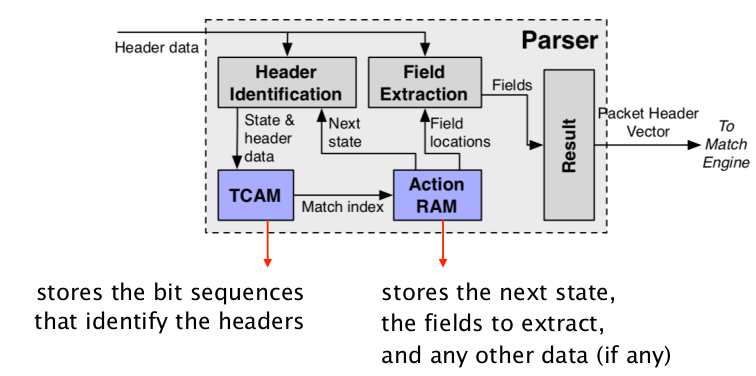 Parser
Header data
Header
Identification
Field
Extraction
Fields
Packet Header
Vector
To
Match
Engine
State &
header
data
Next
state
Field
locations
Result
TCAM
Match index
Action
RAM
stores the bit sequences
that identify the headers
stores the next state,
the fields to extract,
and any other data (if any)